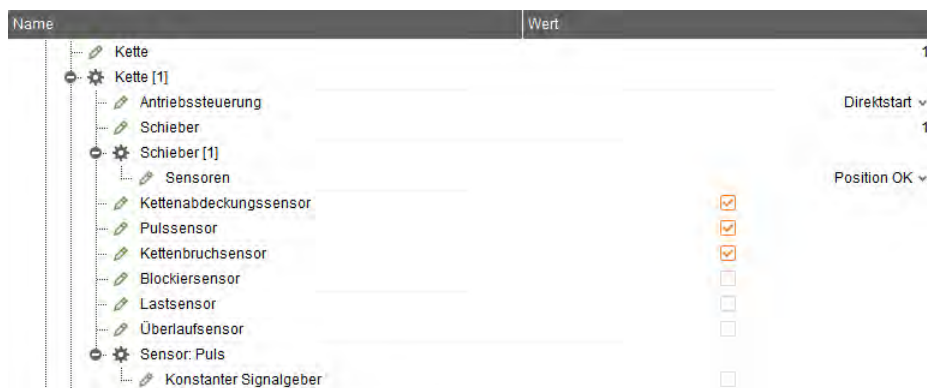 Name Wert
Kette 1
Kette [1]
Antriebssteuerung Direktstart
Schieber 1
Schieber [1]
Sensoren Position OK
Kettenabdeckungssensor
Pulssensor
Kettenbruchsensor
Blockiersensor
Lastsensor
Überlaufsensor
Sensor: Puls
Konstanter Signalgeber